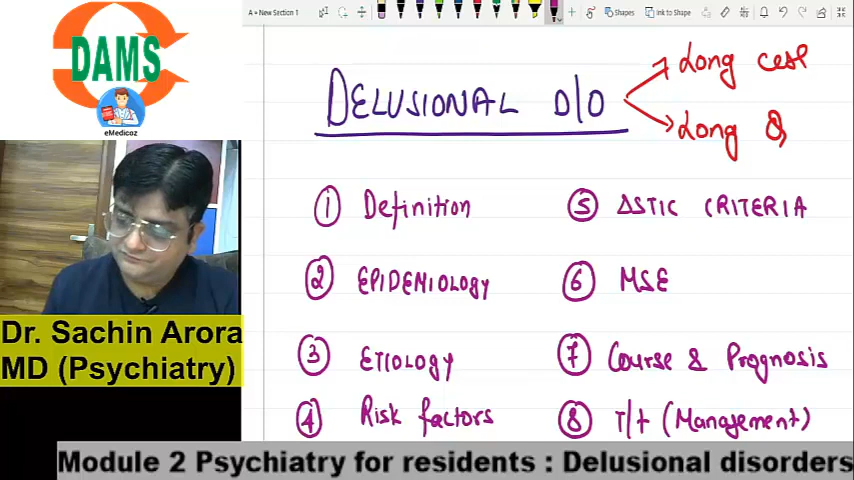 A = New Section 1
Shapes
Ink to Shape
DAMS
eMedicoz
DELUSIONAL D/O
Long case
Long Q
① Definition
② EPIDEMIOLOGY
③ ETIOLOGY
④ Risk factors
⑤ ΔSTIC CRITERIA
⑥ MSE
⑦ Course & Prognosis
⑧ T/t (Management)
Dr. Sachin Arora
MD (Psychiatry)
Module 2 Psychiatry for residents : Delusional disorders